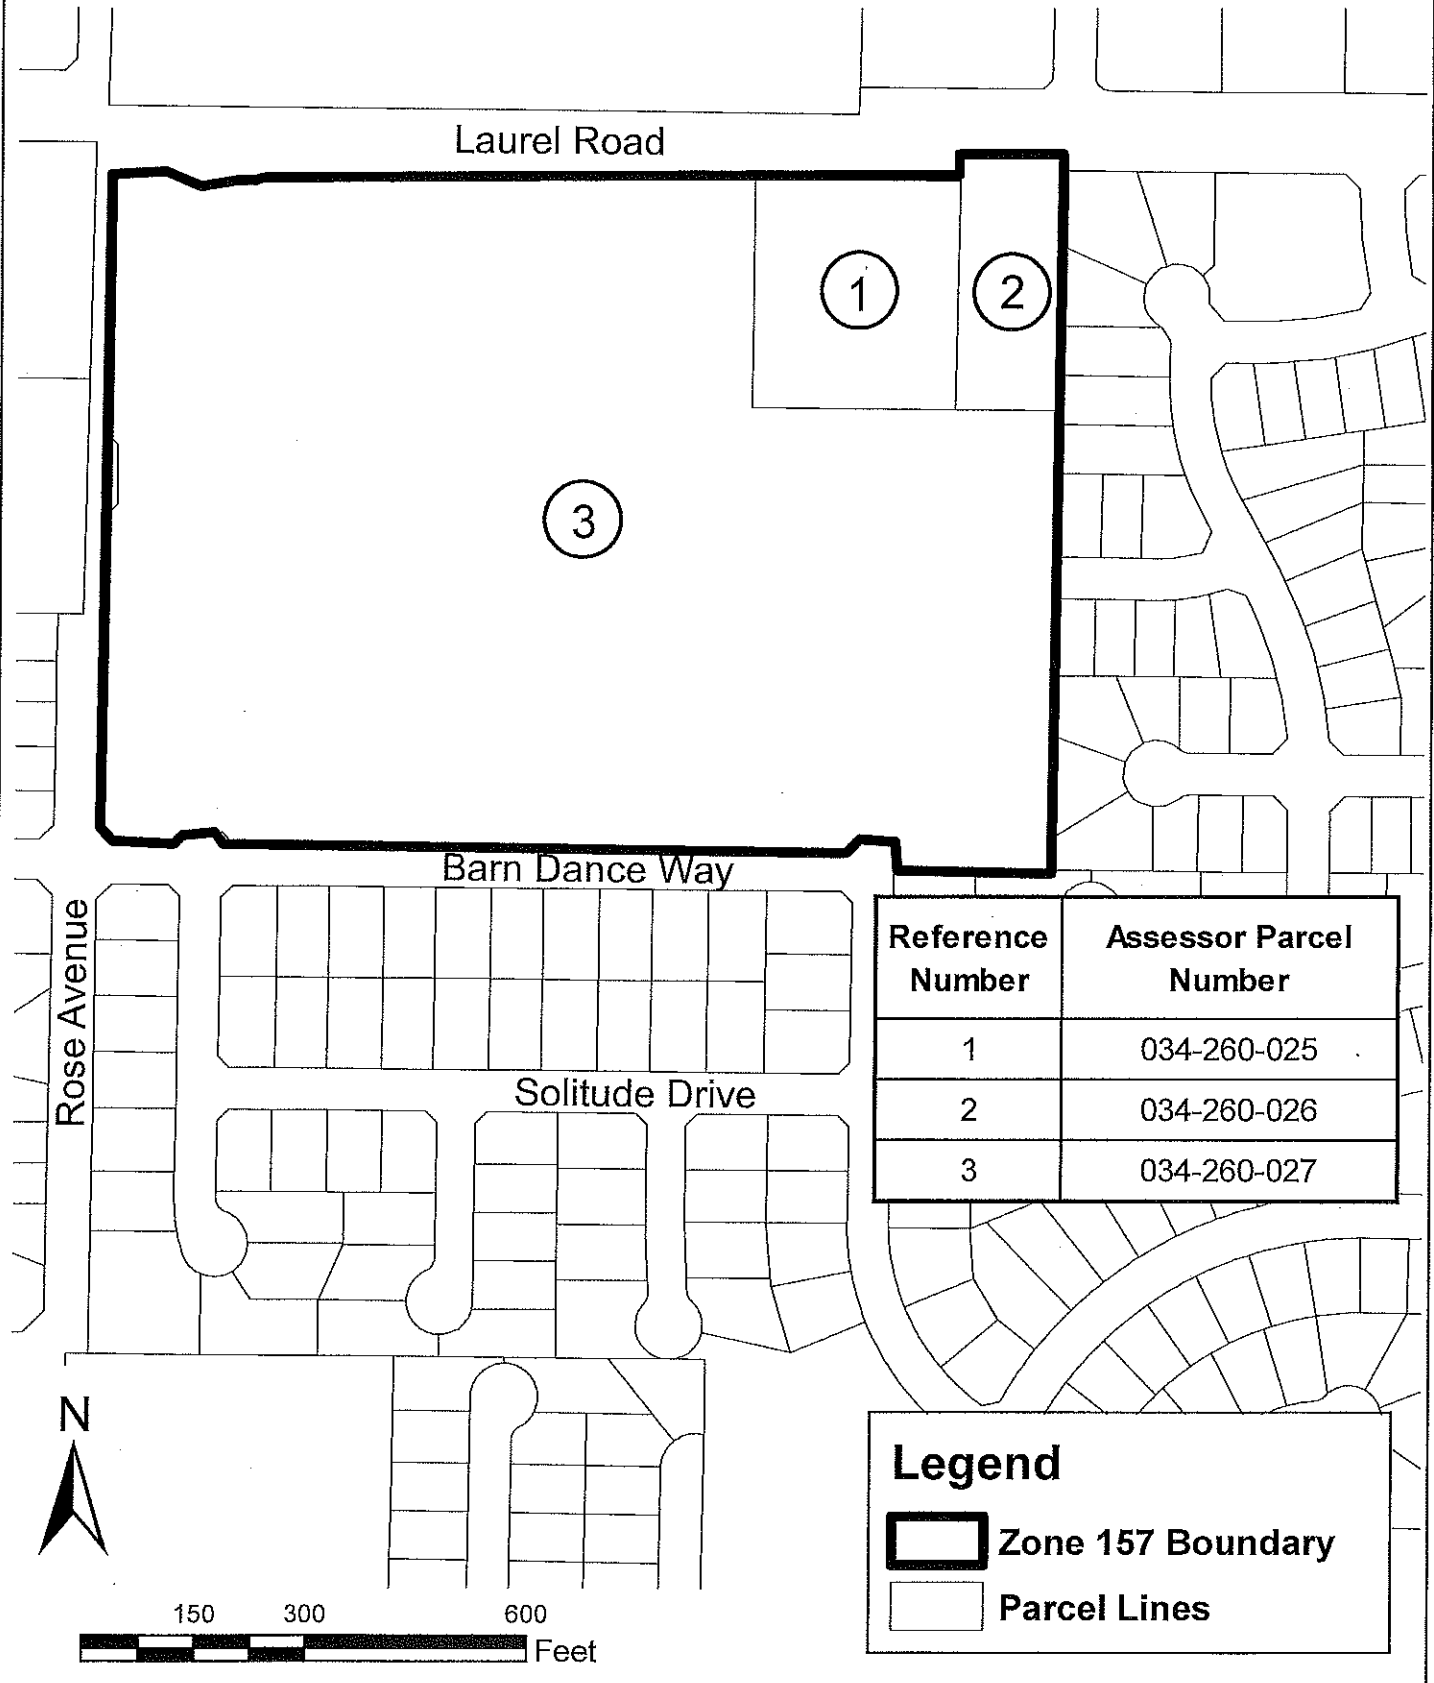 Laurel Road
1
2
3
Barn Dance Way
Rose Avenue
Solitude Drive
Reference Number Assessor Parcel Number
1 034-260-025
2 034-260-026
3 034-260-027
N
150 300 600
Feet
Legend
Zone 157 Boundary
Parcel Lines